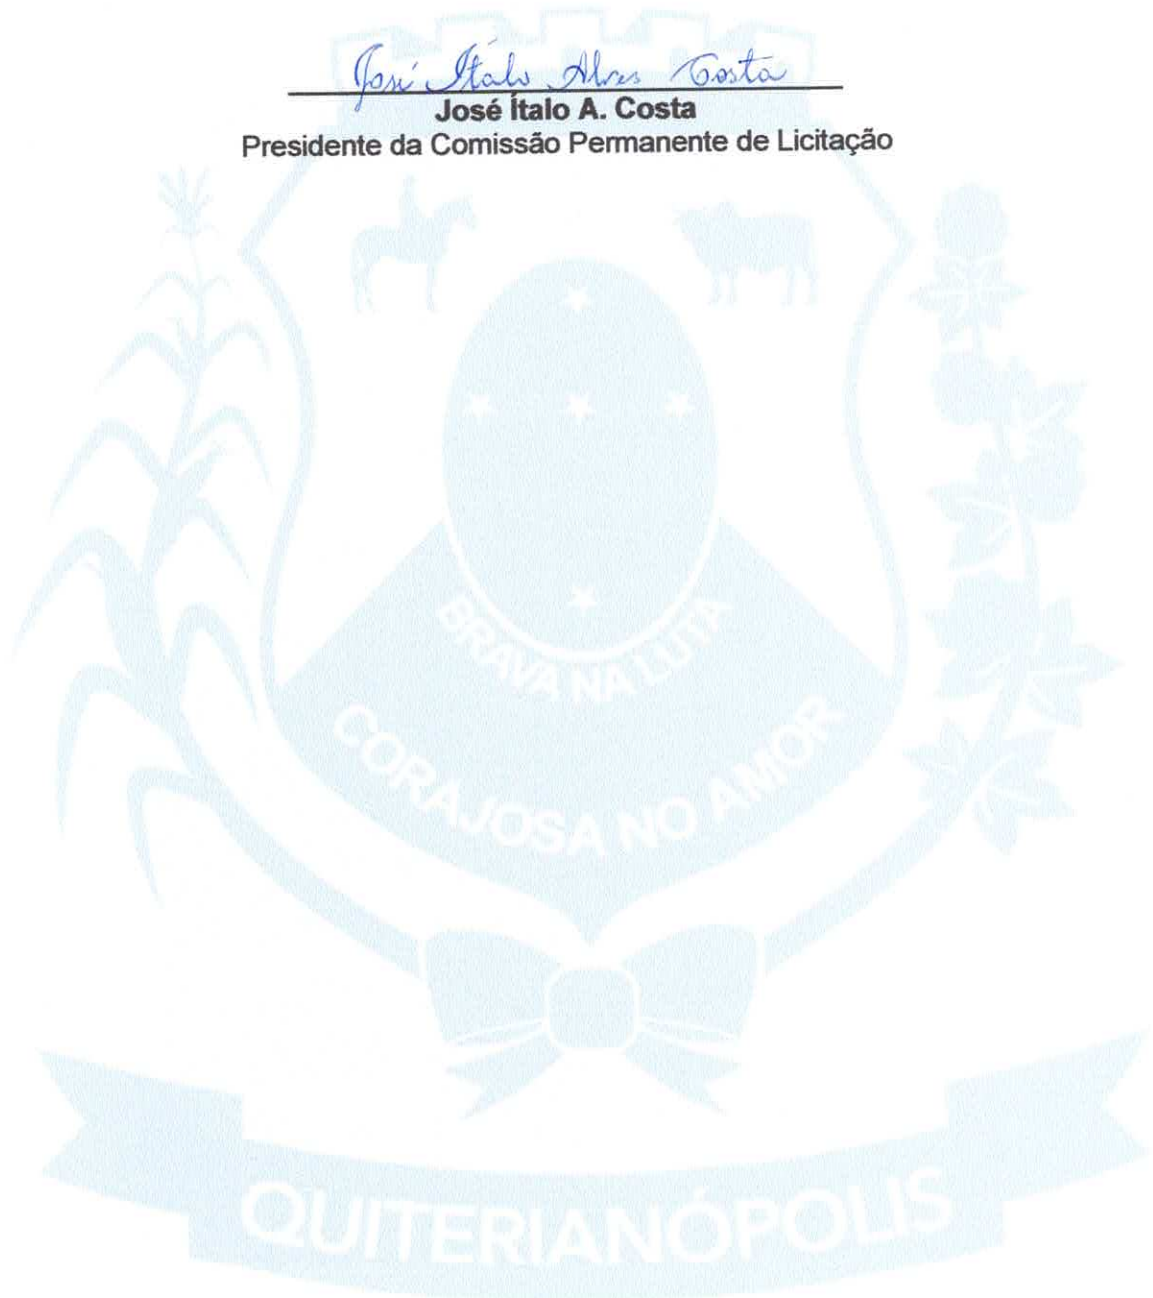 José Ítalo Alves Costa
José Ítalo A. Costa
Presidente da Comissão Permanente de Licitação
BRAVA NA LUTA
CORAJOSA NO AMOR
QUITERIANÓPOLIS